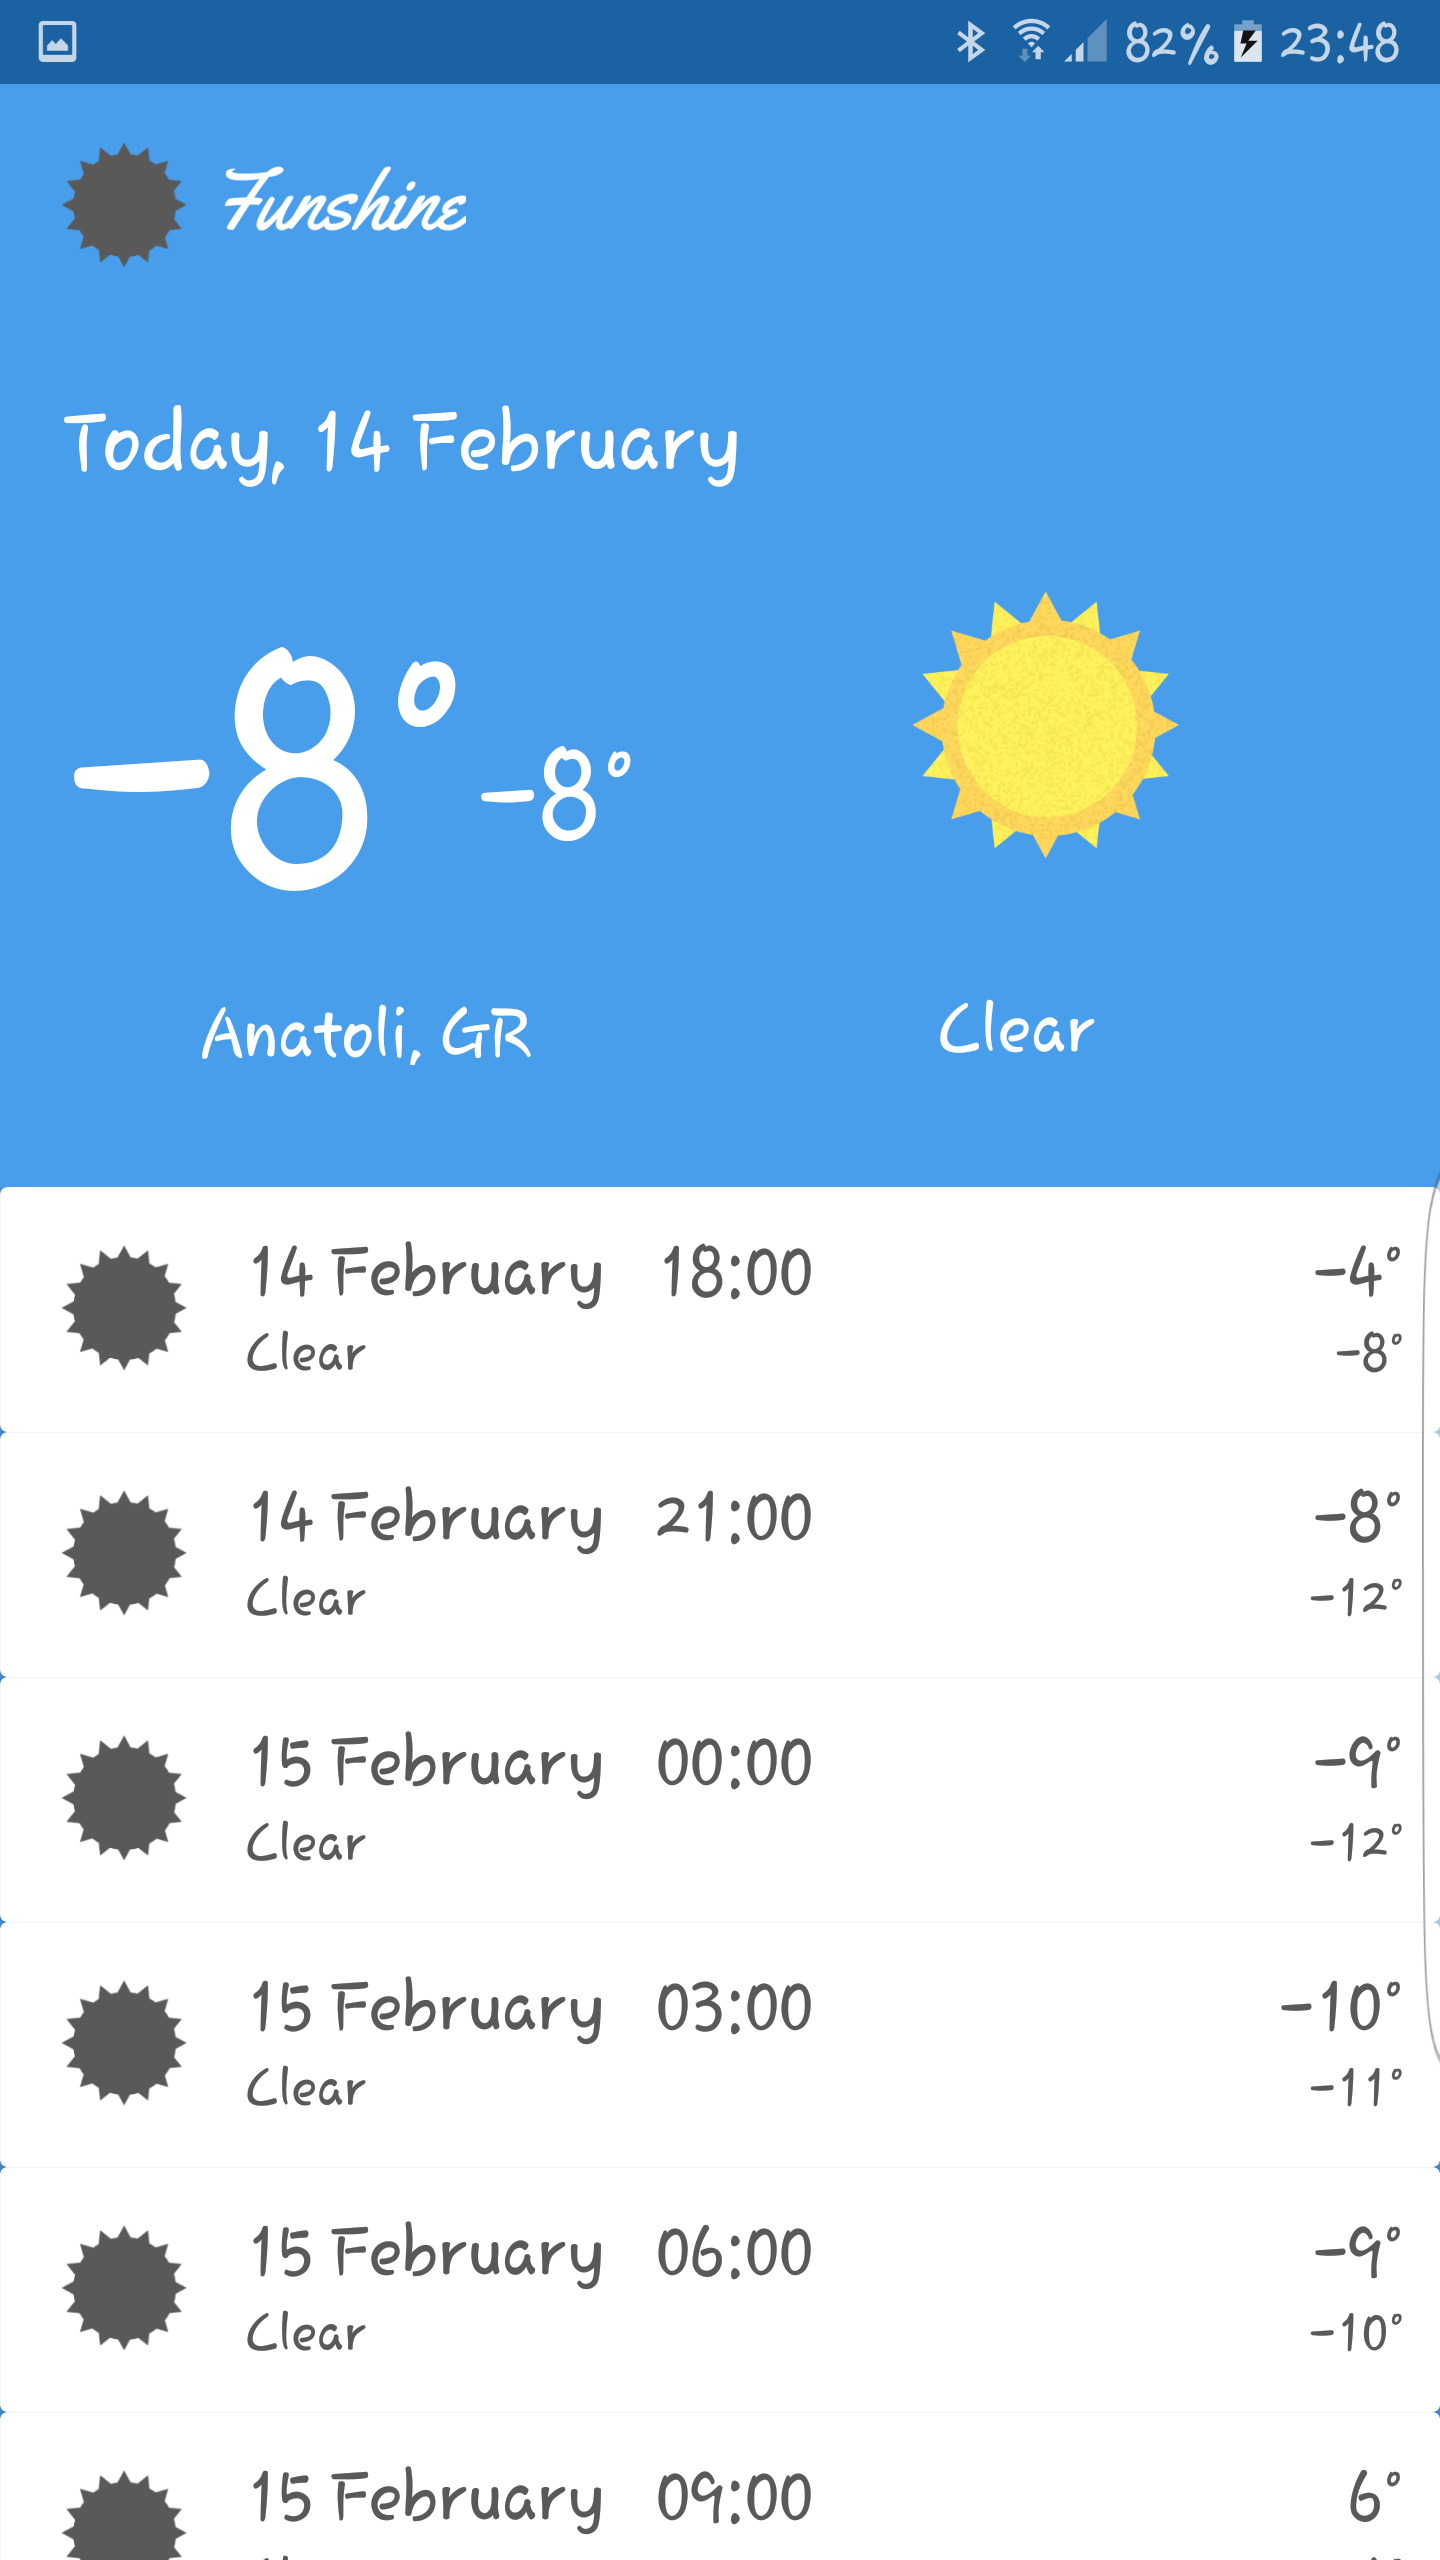 82% 23:48
Funshine
Today, 14 February
-8° -8°
Anatoli, GR
Clear
14 February 18:00 -4°
Clear -8°
14 February 21:00 -8°
Clear -12°
15 February 00:00 -9°
Clear -12°
15 February 03:00 -10°
Clear -11°
15 February 06:00 -9°
Clear -10°
15 February 09:00 6°